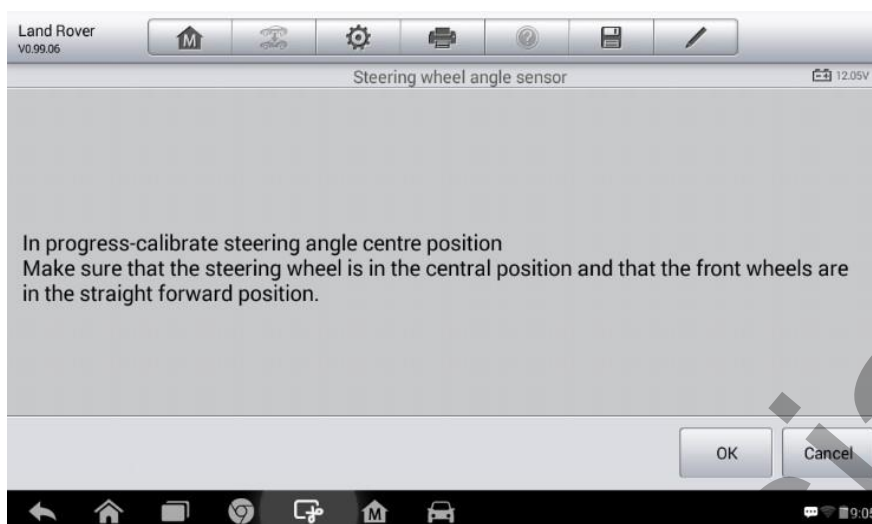 Land Rover
V0.99.06
M
Steering wheel angle sensor
12.05V
In progress-calibrate steering angle centre position
Make sure that the steering wheel is in the central position and that the front wheels are
in the straight forward position.
OK
Cancel
M
9:05